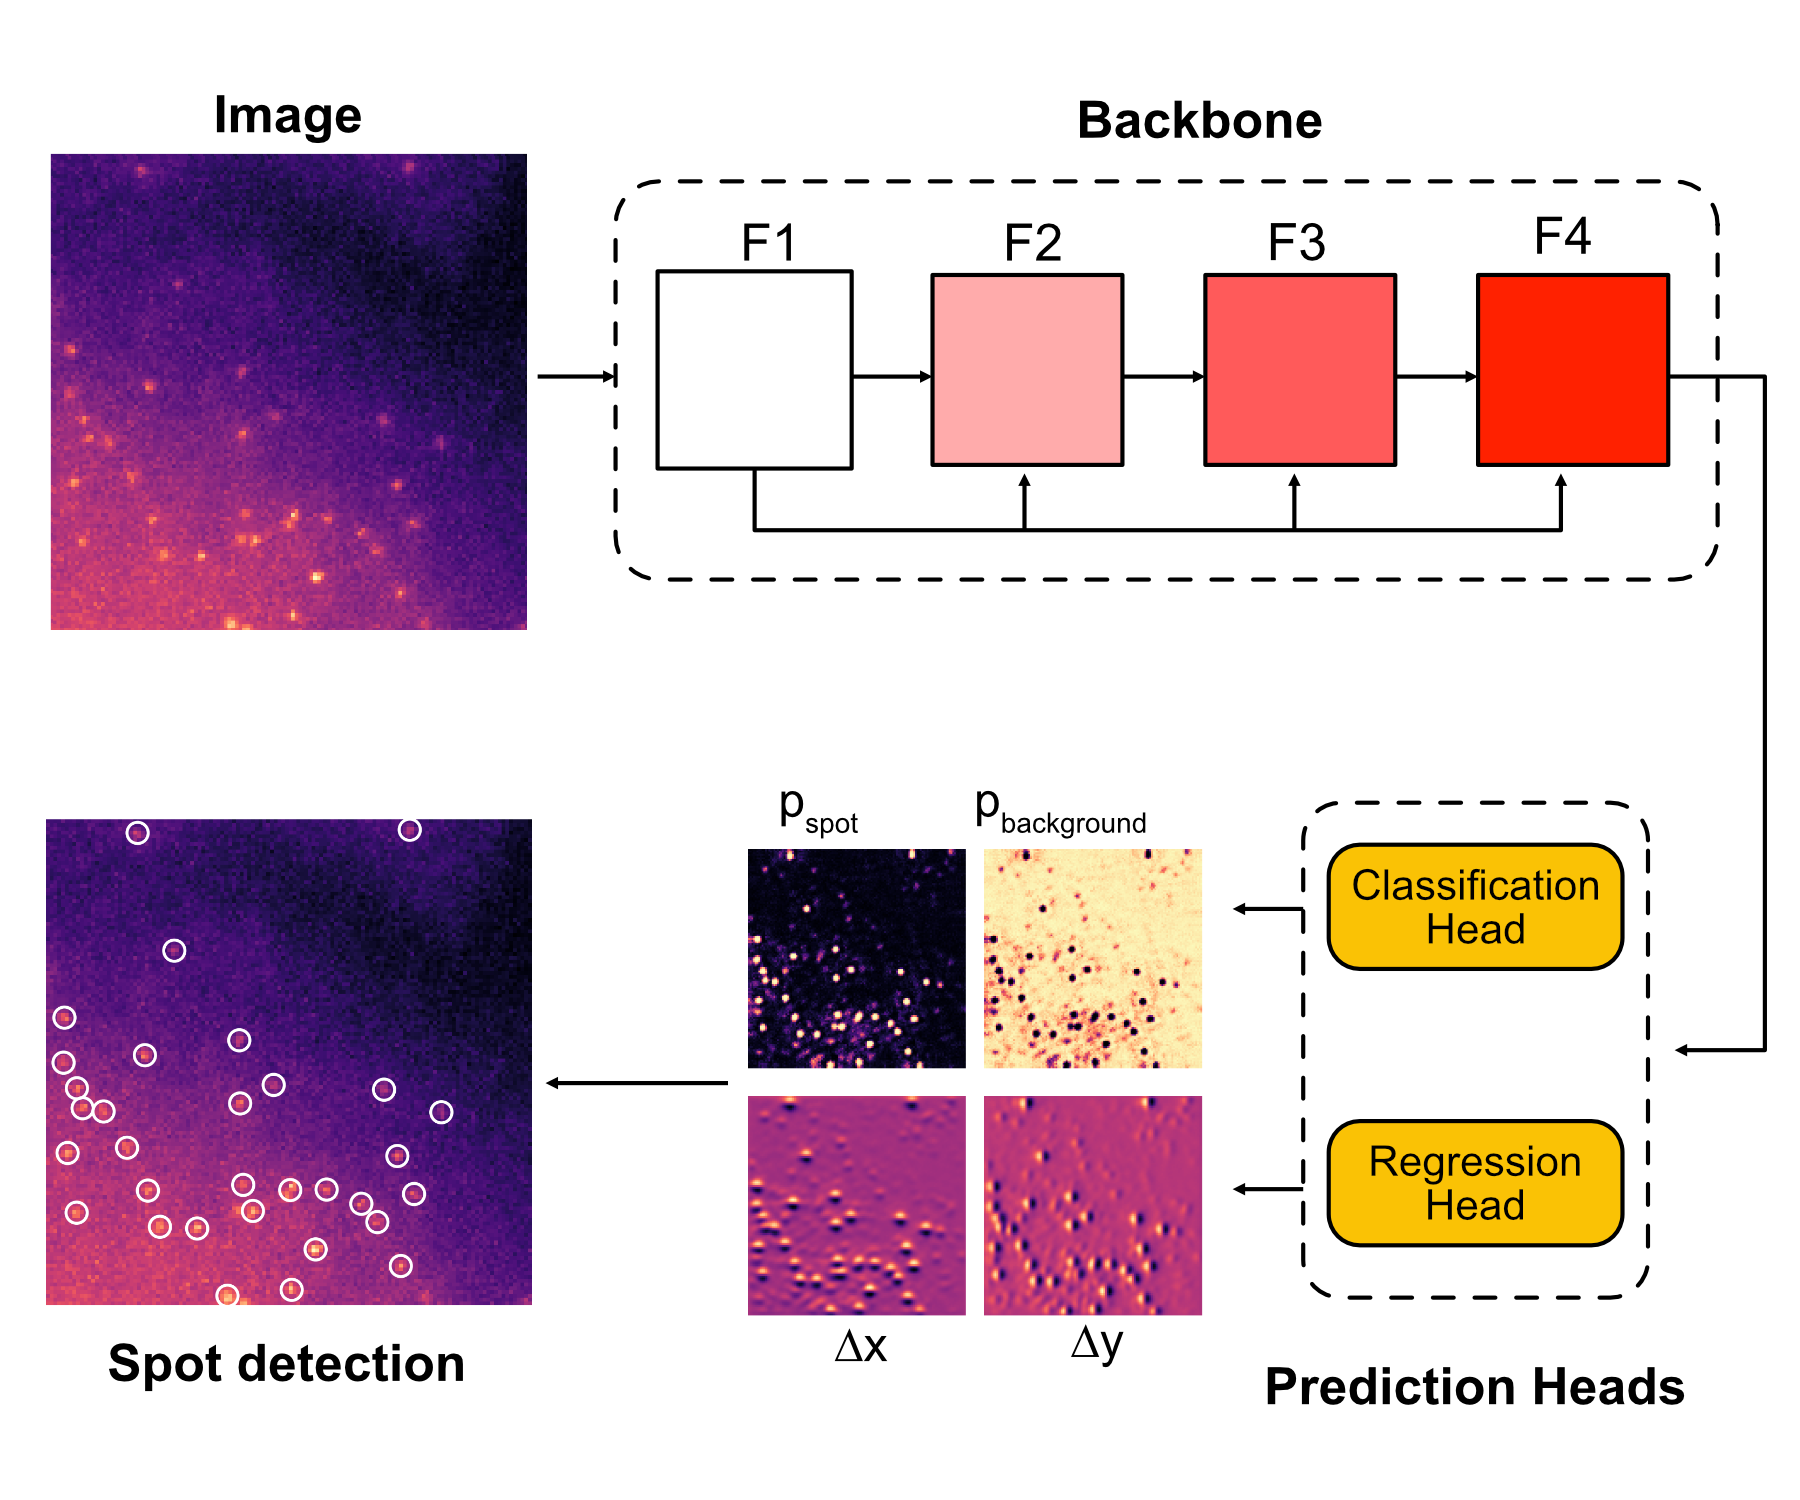 Image
Backbone
F1
F2
F3
F4
p_spot
p_background
Classification
Head
Regression
Head
Δx
Δy
Spot detection
Prediction Heads